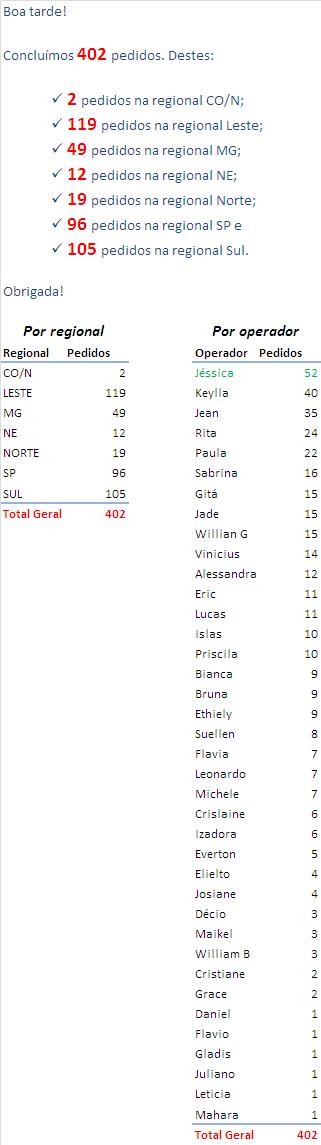 Boa tarde!
Concluímos 402 pedidos. Destes:
✓ 2 pedidos na regional CO/N;
✓ 119 pedidos na regional Leste;
✓ 49 pedidos na regional MG;
✓ 12 pedidos na regional NE;
✓ 19 pedidos na regional Norte;
✓ 96 pedidos na regional SP e
✓ 105 pedidos na regional Sul.
Obrigada!
Por regional
Regional Pedidos
CO/N 2
LESTE 119
MG 49
NE 12
NORTE 19
SP 96
SUL 105
Total Geral 402
Por operador
Operador Pedidos
Jéssica 52
Keylla 40
Jean 35
Rita 24
Paula 22
Sabrina 16
Gitá 15
Jade 15
Willian G 15
Vinicius 14
Alessandra 12
Eric 11
Lucas 11
Islas 10
Priscila 10
Bianca 9
Bruna 9
Ethiely 9
Suellen 8
Flavia 7
Leonardo 7
Michele 7
Crislaine 6
Izadora 6
Everton 5
Elielto 4
Josiane 4
Décio 3
Maikel 3
William B 3
Cristiane 2
Grace 2
Daniel 1
Flavio 1
Gladis 1
Juliano 1
Leticia 1
Mahara 1
Total Geral 402